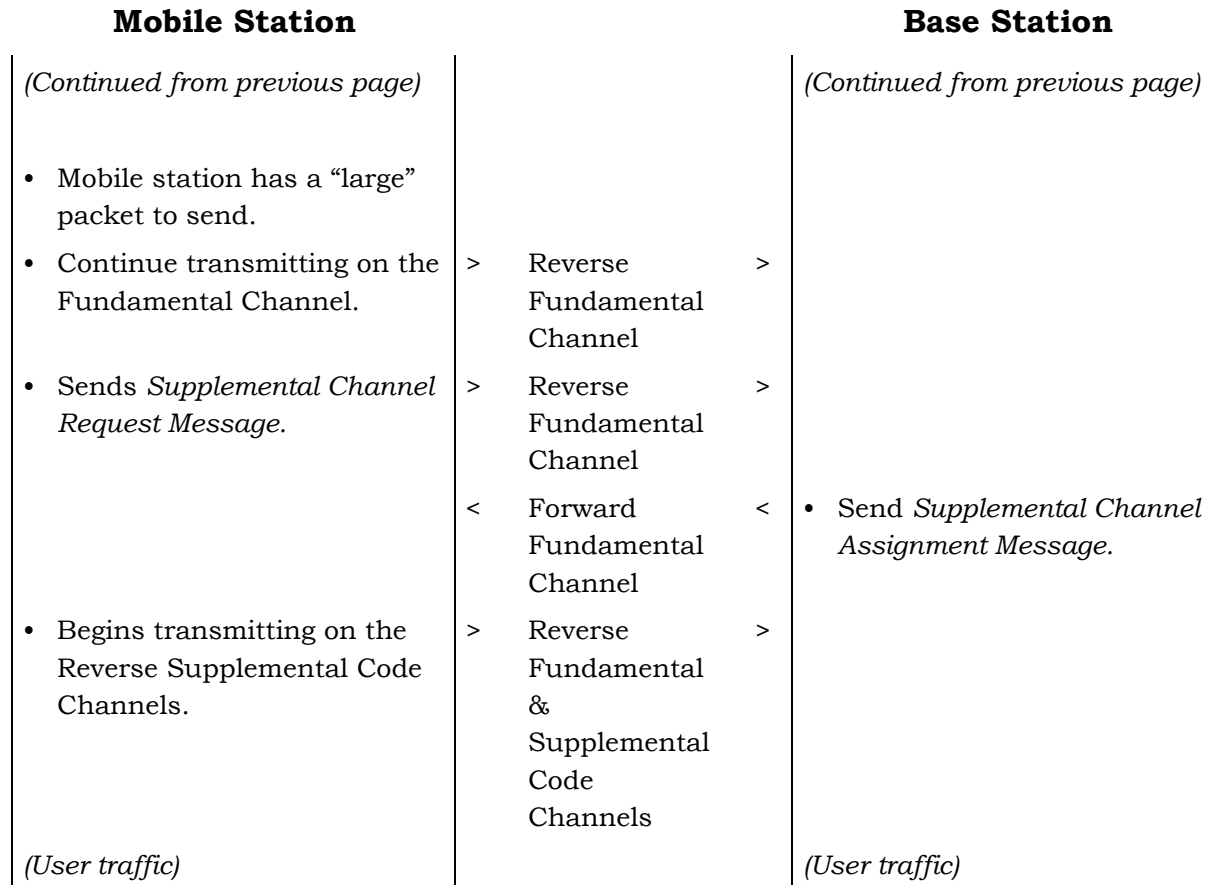 Mobile Station Base Station
(Continued from previous page) (Continued from previous page)
• Mobile station has a “large”
packet to send.
• Continue transmitting on the > Reverse >
Fundamental Channel. Fundamental
Channel
• Sends Supplemental Channel > Reverse >
Request Message. Fundamental
Channel
< Forward < • Send Supplemental Channel
Fundamental Assignment Message.
Channel
• Begins transmitting on the > Reverse >
Reverse Supplemental Code Fundamental
Channels. &
Supplemental
Code
Channels
(User traffic) (User traffic)